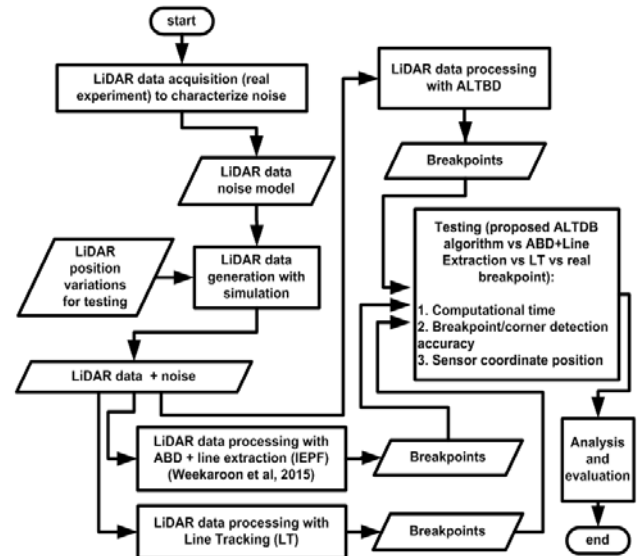 start
LiDAR data acquisition (real
experiment) to characterize noise
LiDAR data
noise model
LiDAR
position
variations
for testing
LiDAR data
generation with
simulation
LiDAR data + noise
LiDAR data processing
with ALTBD
Breakpoints
Testing (proposed ALTDB
algorithm vs ABD+Line
Extraction vs LT vs real
breakpoint):
1. Computational time
2. Breakpoint/corner detection
accuracy
3. Sensor coordinate position
LiDAR data processing with
ABD + line extraction (IEPF)
(Weekaroon et al, 2015)
Breakpoints
LiDAR data processing with
Line Tracking (LT)
Breakpoints
Analysis
and
evaluation
end